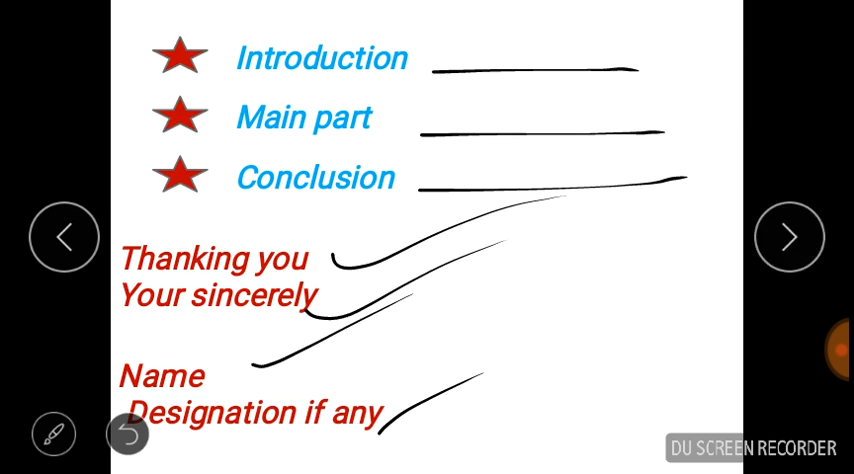 Introduction
Main part
Conclusion
Thanking you
Your sincerely
Name
Designation if any
DU SCREEN RECORDER